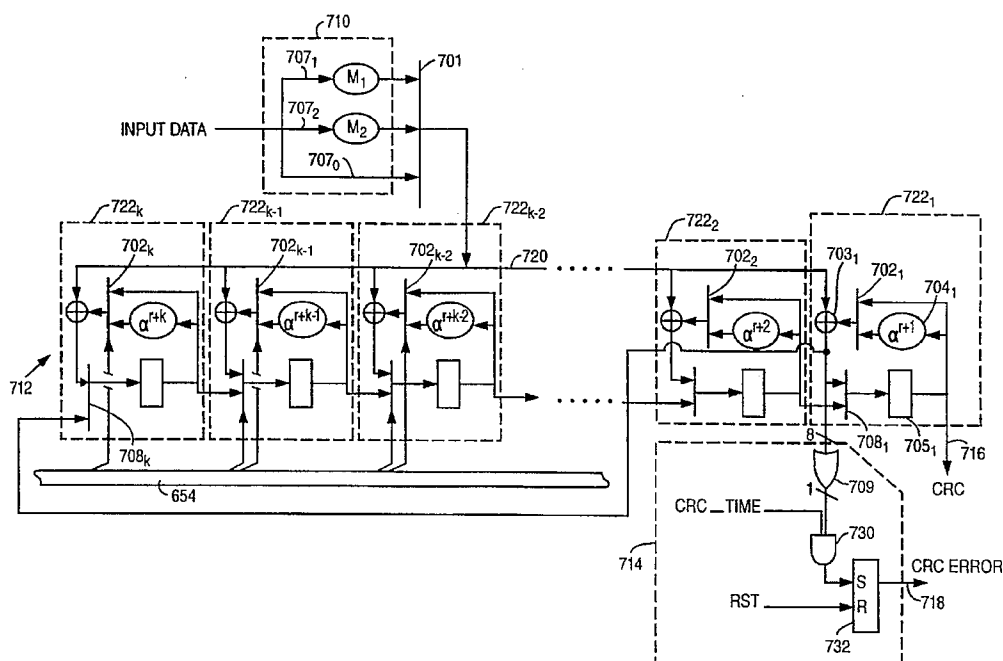 710
707₁
M₁
701
707₂
M₂
INPUT DATA
707₀
722ₖ
722ₖ₋₁
722ₖ₋₂
722₂
722₁
702ₖ
702ₖ₋₁
702ₖ₋₂
720
702₂
703₁
702₁
704₁
αʳ⁺ᵏ
αʳ⁺ᵏ⁻¹
αʳ⁺ᵏ⁻²
αʳ⁺²
αʳ⁺¹
712
708ₖ
708₁
705₁
716
654
8
709
CRC
1
CRC_TIME
730
714
S
CRC ERROR
RST
R
718
732